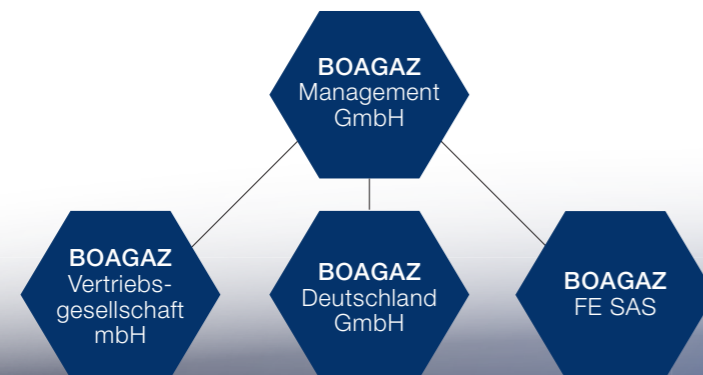 BOAGAZ
Management
GmbH
BOAGAZ
Vertriebs-
gesellschaft
mbH
BOAGAZ
Deutschland
GmbH
BOAGAZ
FE SAS